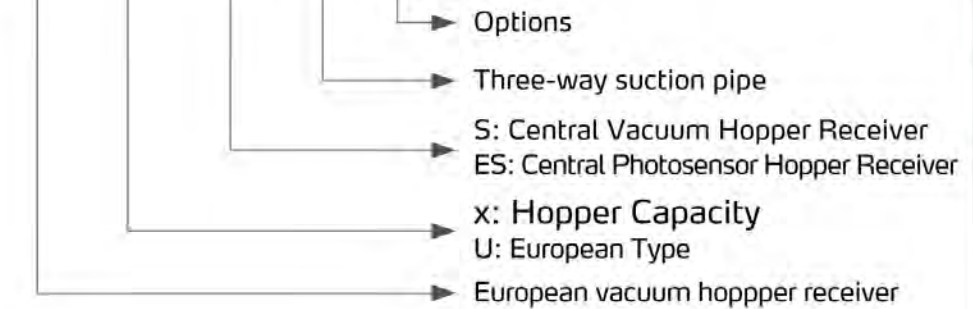 Options
Three-way suction pipe
S: Central Vacuum Hopper Receiver
ES: Central Photosensor Hopper Receiver
x: Hopper Capacity
U: European Type
European vacuum hoppper receiver